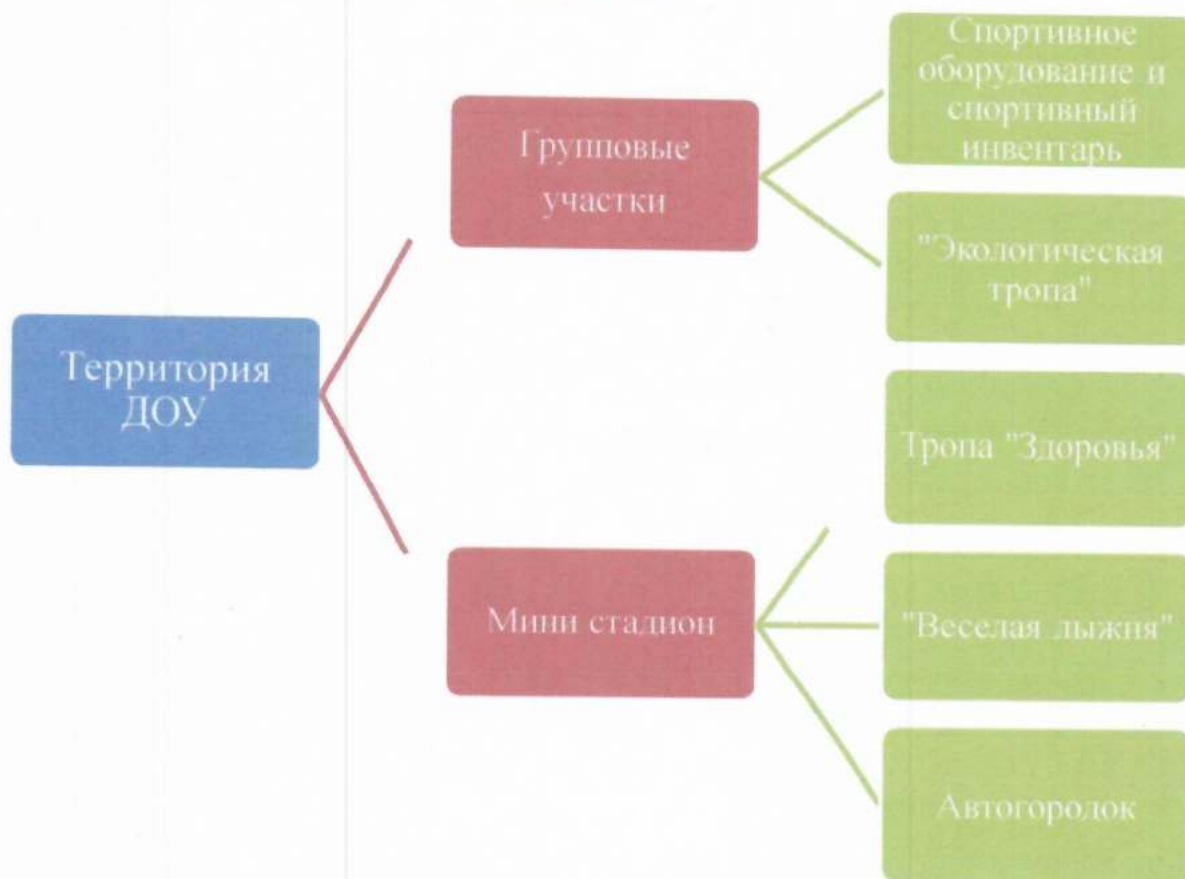 Территория
ДОУ
Групповые
участки
Спортивное
оборудование и
спортивный
инвентарь
"Экологическая
тропа"
Мини стадион
Тропа "Здоровья"
"Веселая лыжня"
Автогородок